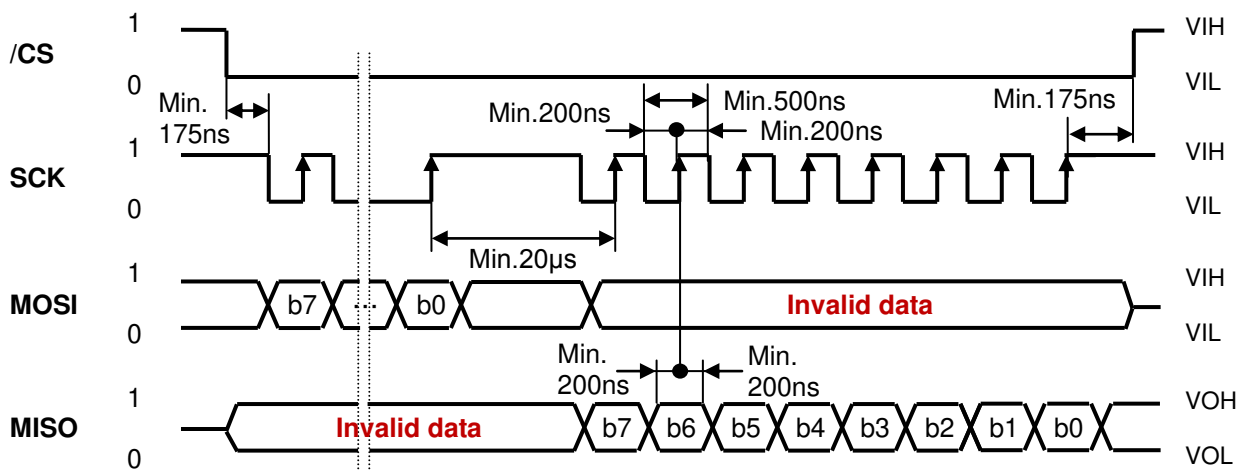 /CS
1
0
VIH
VIL
Min.
175ns
Min.200ns
Min.500ns
Min.200ns
Min.175ns
SCK
1
0
VIH
VIL
Min.20µs
MOSI
1
0
b7
...
b0
Invalid data
VIH
VIL
Min.
200ns
Min.
200ns
MISO
1
0
Invalid data
b7
b6
b5
b4
b3
b2
b1
b0
VOH
VOL